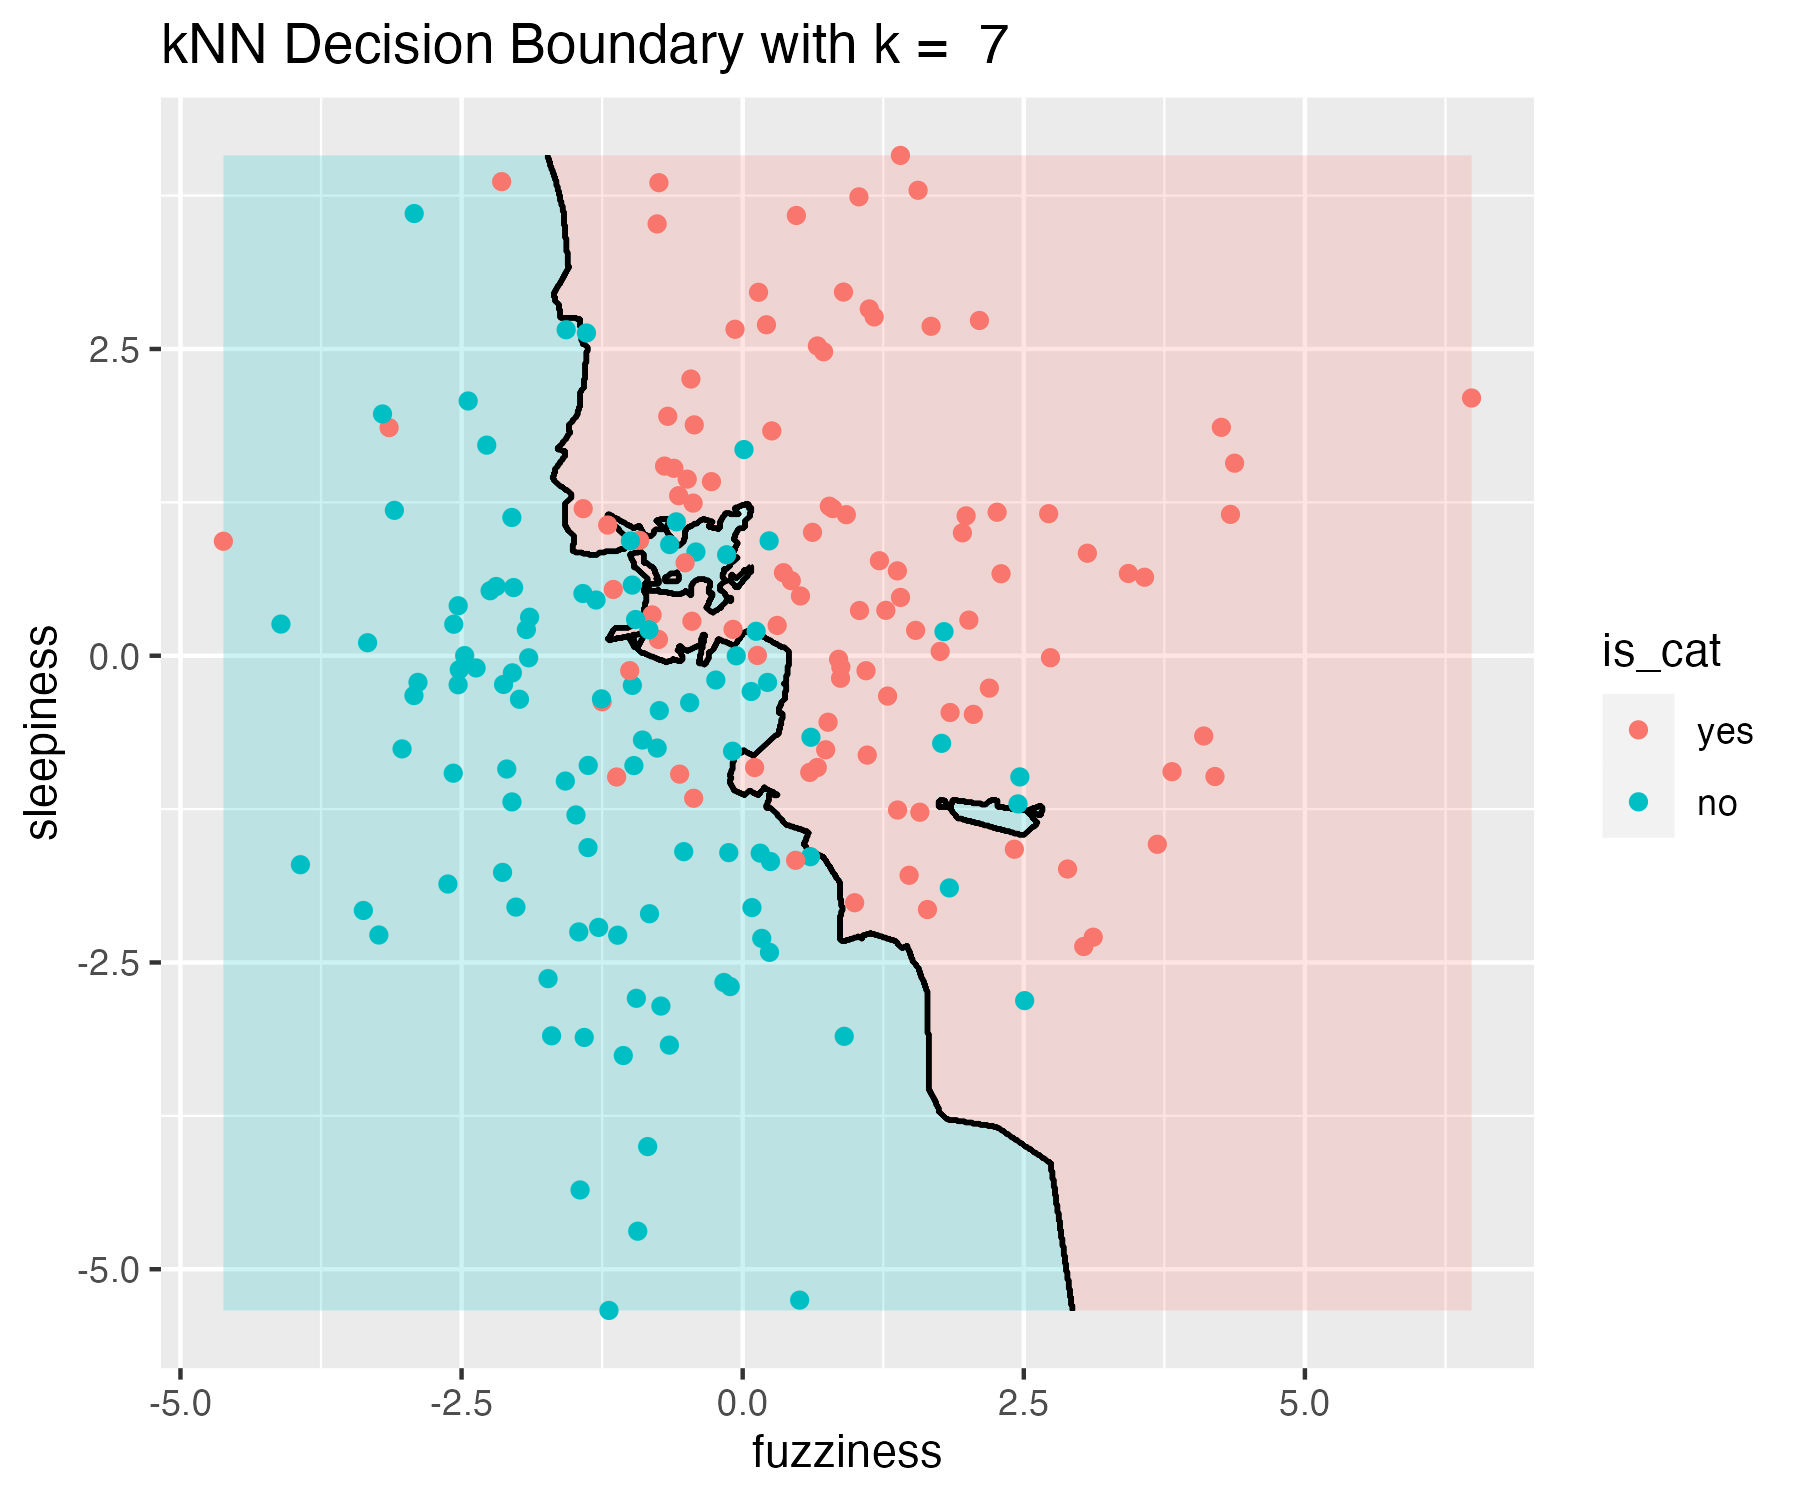 kNN Decision Boundary with k =  7
sleepiness
2.5
0.0
-2.5
-5.0
-5.0
-2.5
0.0
2.5
5.0
fuzziness
is_cat
yes
no